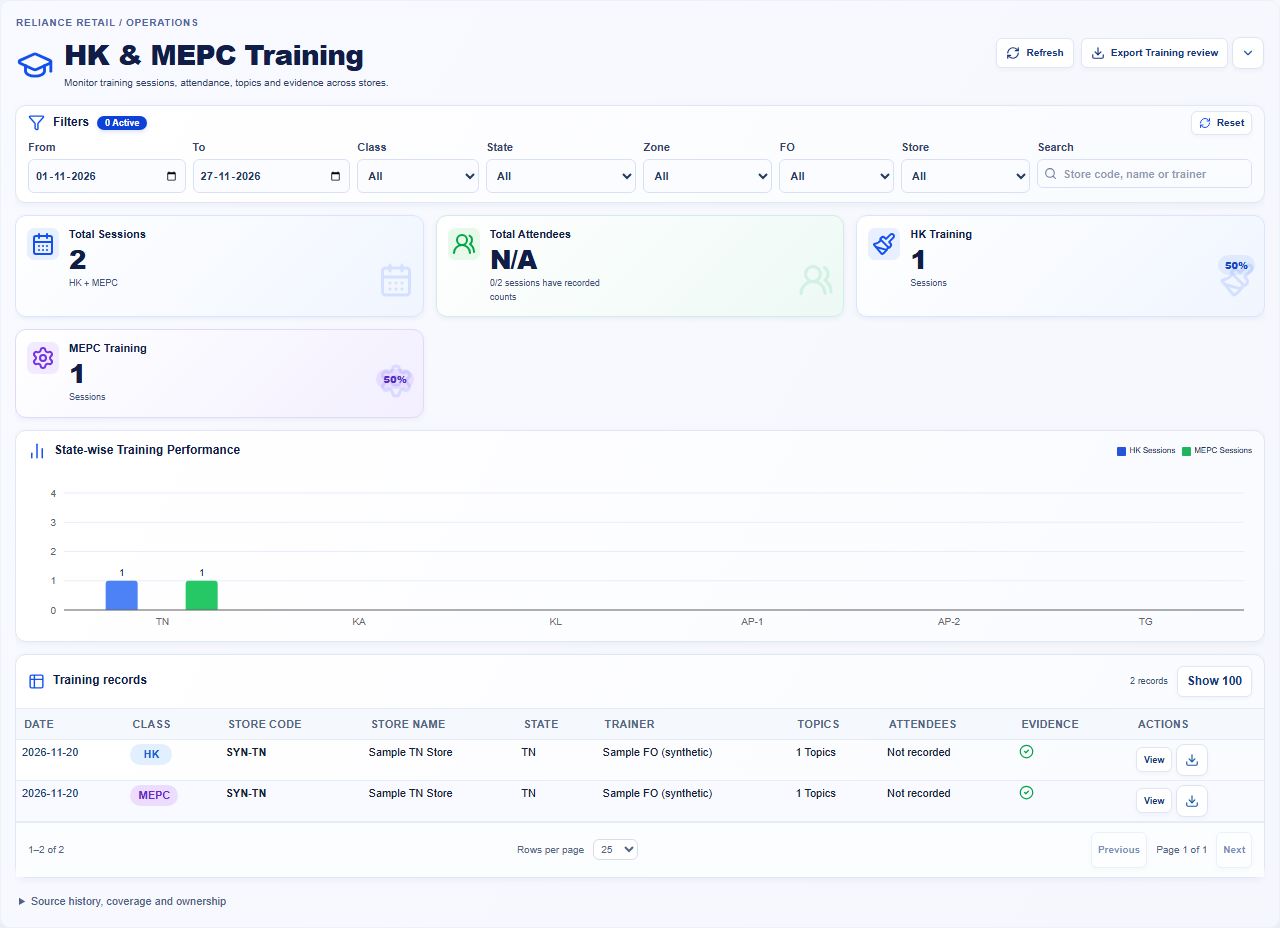 RELIANCE RETAIL / OPERATIONS
HK & MEPC Training
Monitor training sessions, attendance, topics and evidence across stores.
Refresh
Export Training review
Filters
0 Active
Reset
From
To
Class
State
Zone
FO
Store
Search
01-11-2026
27-11-2026
All
All
All
All
All
Store code, name or trainer
Total Sessions
2
HK + MEPC
Total Attendees
N/A
0/2 sessions have recorded
counts
HK Training
1
Sessions
50%
MEPC Training
1
Sessions
50%
State-wise Training Performance
HK Sessions
MEPC Sessions
4
3
2
1
0
1
1
TN
KA
KL
AP-1
AP-2
TG
Training records
2 records
Show 100
DATE CLASS STORE CODE STORE NAME STATE TRAINER TOPICS ATTENDEES EVIDENCE ACTIONS
2026-11-20 HK SYN-TN Sample TN Store TN Sample FO (synthetic) 1 Topics Not recorded View
2026-11-20 MEPC SYN-TN Sample TN Store TN Sample FO (synthetic) 1 Topics Not recorded View
1–2 of 2
Rows per page 25
Previous
Page 1 of 1
Next
Source history, coverage and ownership